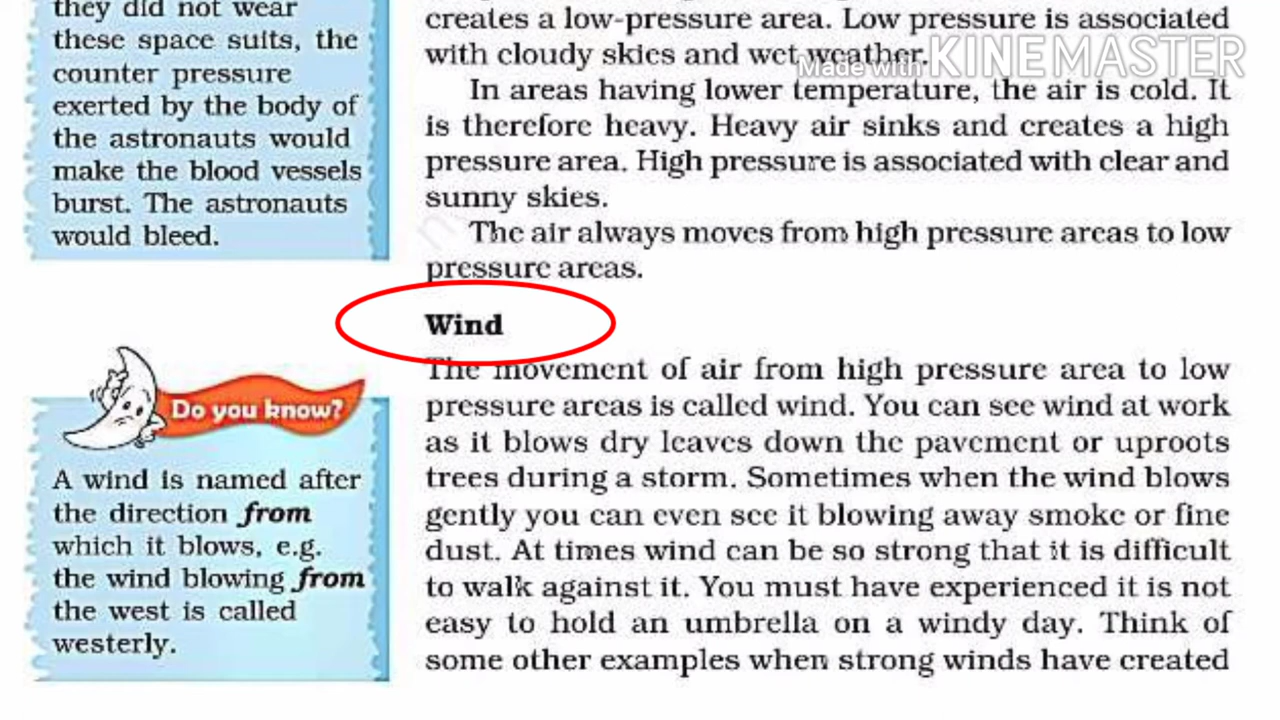 they did not wear
these space suits, the
counter pressure
exerted by the body of
the astronauts would
make the blood vessels
burst. The astronauts
would bleed.
Do you know?
A wind is named after
the direction from
which it blows, e.g.
the wind blowing from
the west is called
westerly.
creates a low-pressure area. Low pressure is associated
with cloudy skies and wet weather.
Made with KINEMASTER
In areas having lower temperature, the air is cold. It
is therefore heavy. Heavy air sinks and creates a high
pressure area. High pressure is associated with clear and
sunny skies.
The air always moves from high pressure areas to low
pressure areas.
Wind
The movement of air from high pressure area to low
pressure areas is called wind. You can see wind at work
as it blows dry leaves down the pavement or uproots
trees during a storm. Sometimes when the wind blows
gently you can even see it blowing away smoke or fine
dust. At times wind can be so strong that it is difficult
to walk against it. You must have experienced it is not
easy to hold an umbrella on a windy day. Think of
some other examples when strong winds have created